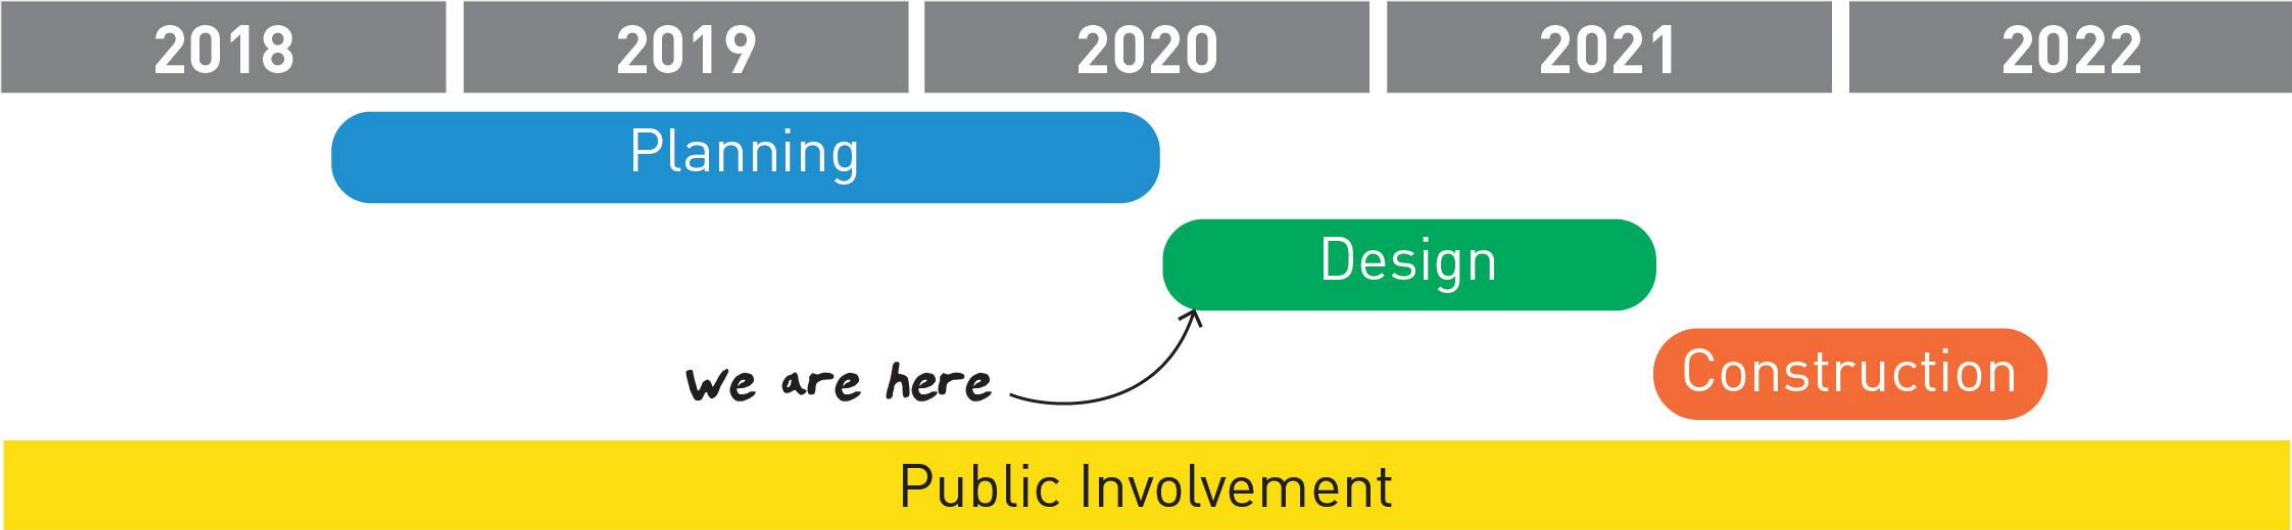 2018 2019 2020 2021 2022
Planning
Design
Construction
We are here
Public Involvement